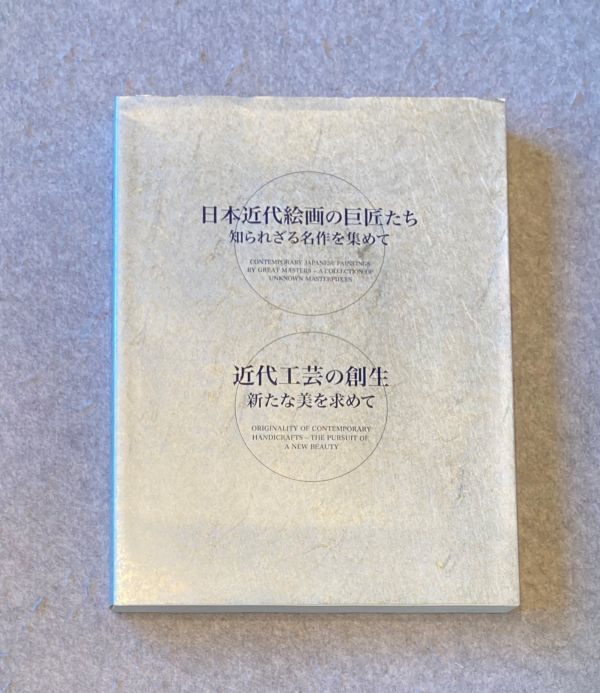 日本近代絵画の巨匠たち
知られざる名作を集めて
CONTEMPORARY JAPANESE PAINTINGS
BY GREAT MASTERS – A COLLECTION OF
UNKNOWN MASTERPIECES
近代工芸の創生
新たな美を求めて
ORIGINALITY OF CONTEMPORARY
HANDICRAFTS – THE PURSUIT OF
A NEW BEAUTY